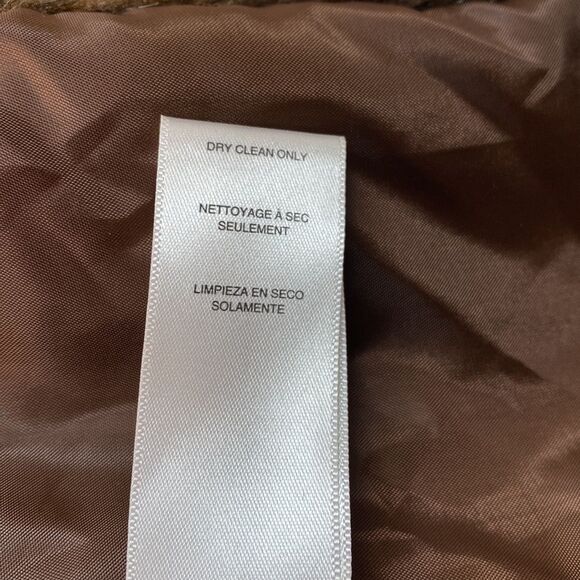 DRY CLEAN ONLY
NETTOYAGE À SEC
SEULEMENT
LIMPIEZA EN SECO
SOLAMENTE